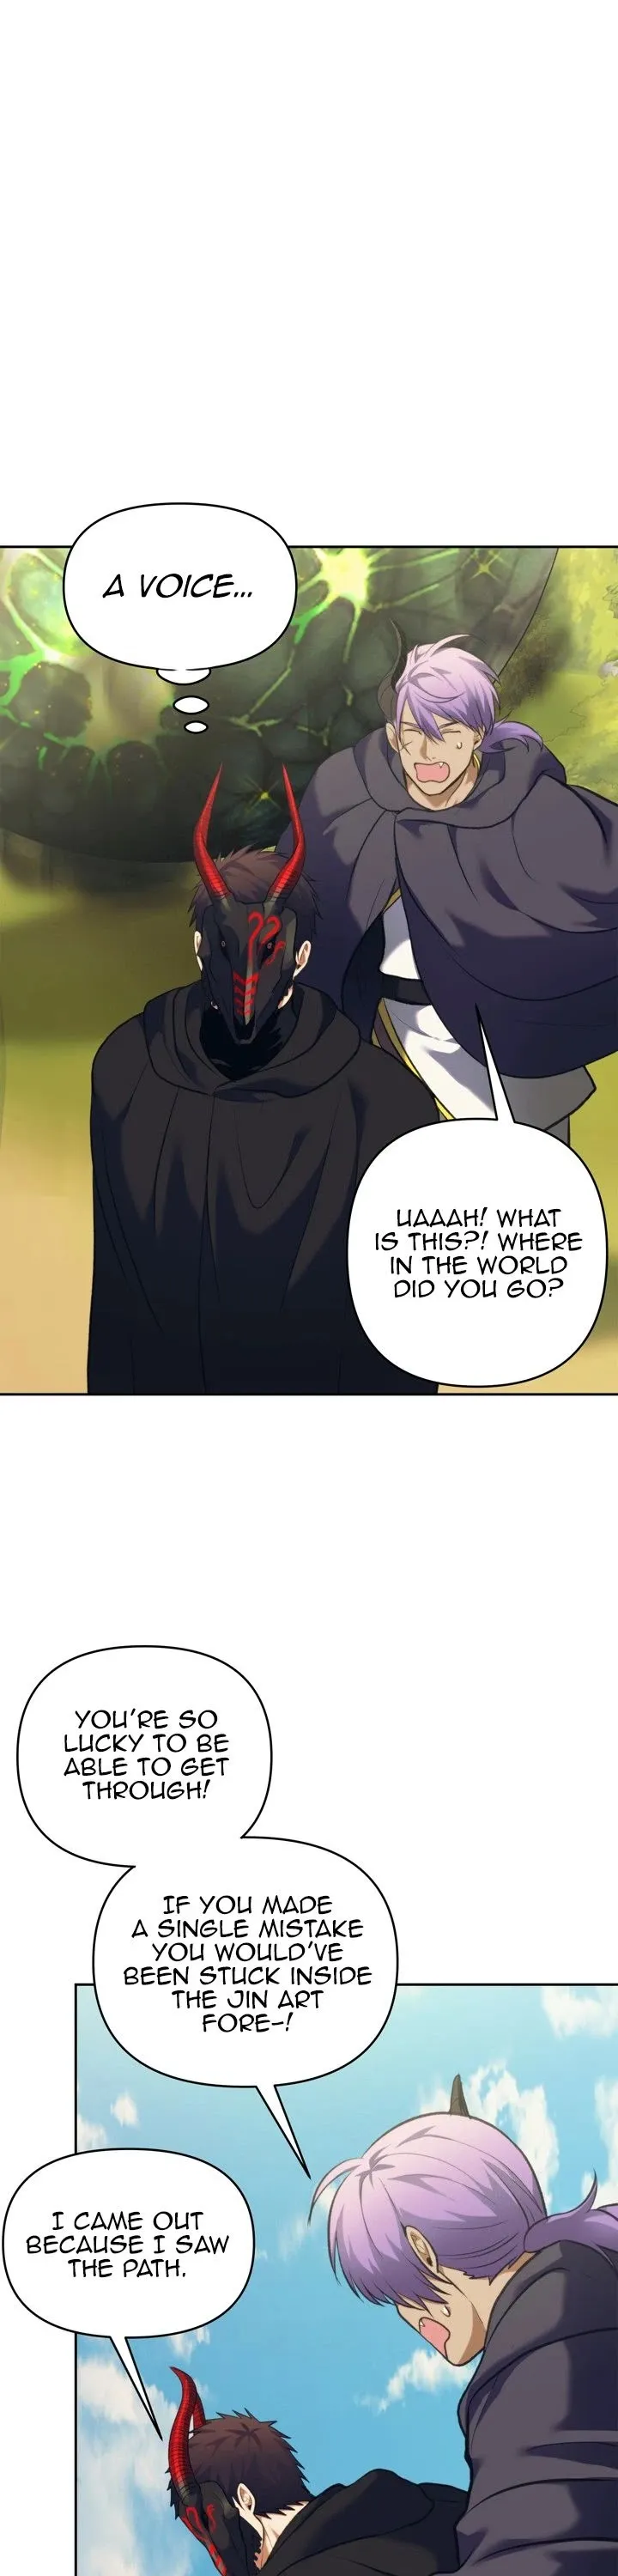 A VOICE...
UAAAH! WHAT
IS THIS?! WHERE
IN THE WORLD
DID YOU GO?
YOU'RE SO
LUCKY TO BE
ABLE TO GET
THROUGH!
IF YOU MADE
A SINGLE MISTAKE
YOU WOULD'VE
BEEN STUCK INSIDE
THE JIN ART
FORE-!
I CAME OUT
BECAUSE I SAW
THE PATH.